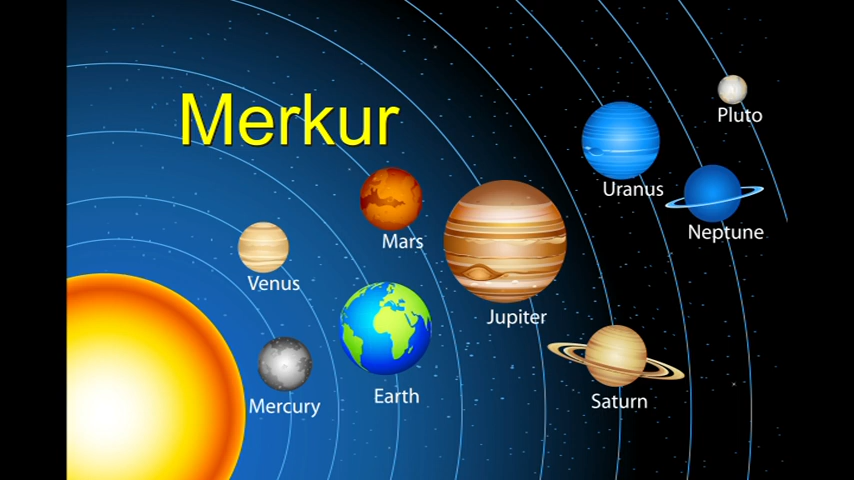 Merkur
Pluto
Uranus
Neptune
Mars
Venus
Jupiter
Earth
Saturn
Mercury